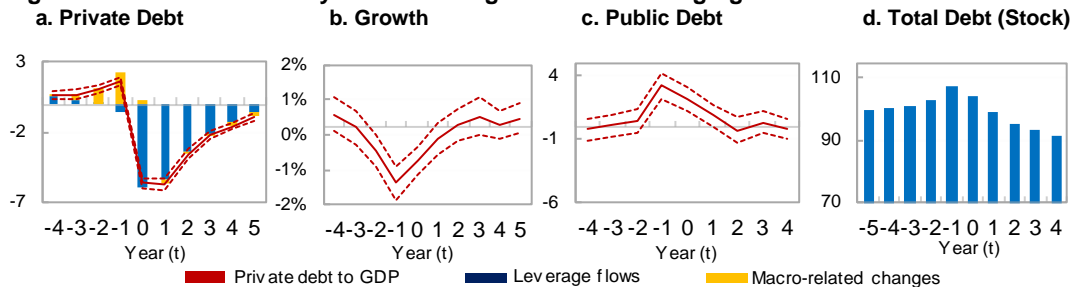 a. Private Debt
b. Growth
c. Public Debt
d. Total Debt (Stock)
3
-2
-7
-4 -3 -2 -1 0 1 2 3 4 5
Year (t)
2%
1%
0%
-1%
-2%
-4 -3 -2 -1 0 1 2 3 4 5
Year (t)
4
-1
-6
-4 -3 -2 -1 0 1 2 3 4
Year (t)
110
90
70
-5 -4 -3 -2 -1 0 1 2 3 4
Year (t)
Private debt to GDP
Leverage flows
Macro-related changes